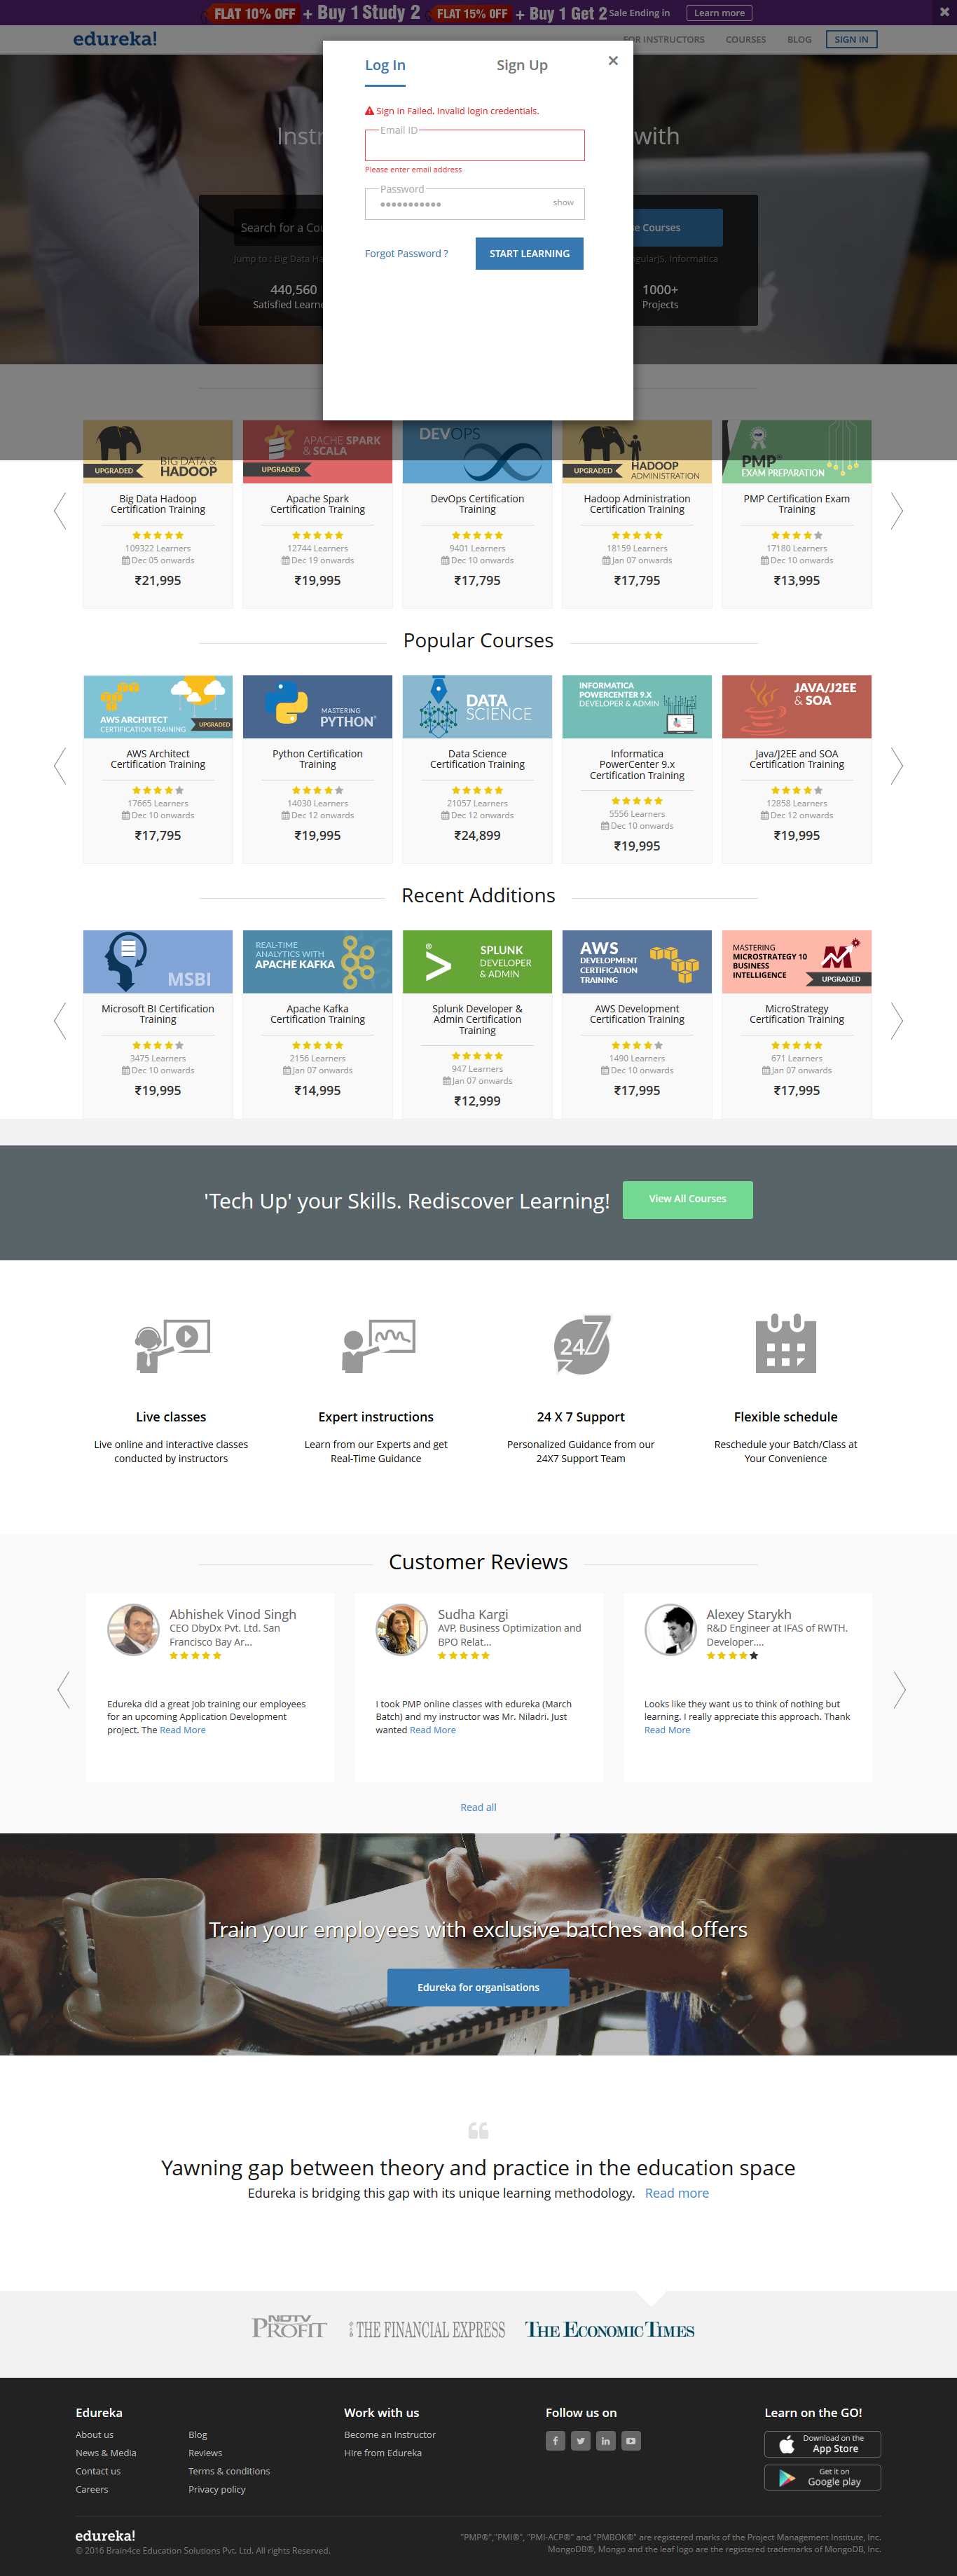 FLAT 10% OFF + Buy 1 Study 2 FLAT 15% OFF + Buy 1 Get 2 Sale Ending in Learn more
edureka!
FOR INSTRUCTORS COURSES BLOG SIGN IN
Log In Sign Up
Sign In Failed. Invalid login credentials.
Email ID
Please enter email address
Password
show
Forgot Password ? START LEARNING
Instr
with
Search for a Cou
e Courses
Jump to : Big Data Ha
gularJS, Informatica
440,560
Satisfied Learne
1000+
Projects
BIG DATA &
HADOOP
UPGRADED
APACHE SPARK
& SCALA
UPGRADED
DEVOPS
HADOOP
ADMINISTRATION
UPGRADED
PMP®
EXAM PREPARATION
Big Data Hadoop
Certification Training
109322 Learners
Dec 05 onwards
₹21,995
Apache Spark
Certification Training
12744 Learners
Dec 19 onwards
₹19,995
DevOps Certification
Training
9401 Learners
Dec 10 onwards
₹17,795
Hadoop Administration
Certification Training
18159 Learners
Jan 07 onwards
₹17,795
PMP Certification Exam
Training
17180 Learners
Dec 10 onwards
₹13,995
Popular Courses
AWS ARCHITECT
CERTIFICATION TRAINING
UPGRADED
AWS Architect
Certification Training
17665 Learners
Dec 10 onwards
₹17,795
MASTERING
PYTHON
Python Certification
Training
14030 Learners
Dec 12 onwards
₹19,995
DATA
SCIENCE
Data Science
Certification Training
21057 Learners
Dec 12 onwards
₹24,899
INFORMATICA
POWERCENTER 9.X
DEVELOPER & ADMIN
Informatica
PowerCenter 9.x
Certification Training
5556 Learners
Dec 10 onwards
₹19,995
JAVA/J2EE
& SOA
Java/J2EE and SOA
Certification Training
12858 Learners
Dec 12 onwards
₹19,995
Recent Additions
MSBI
Microsoft BI Certification
Training
3475 Learners
Dec 10 onwards
₹19,995
REAL-TIME
ANALYTICS WITH
APACHE KAFKA
Apache Kafka
Certification Training
2156 Learners
Jan 07 onwards
₹14,995
SPLUNK
DEVELOPER
& ADMIN
Splunk Developer &
Admin Certification
Training
947 Learners
Jan 07 onwards
₹12,999
AWS
DEVELOPMENT
CERTIFICATION
TRAINING
AWS Development
Certification Training
1490 Learners
Dec 10 onwards
₹17,995
MASTERING
MICROSTRATEGY 10
BUSINESS
INTELLIGENCE
UPGRADED
MicroStrategy
Certification Training
671 Learners
Jan 07 onwards
₹17,995
'Tech Up' your Skills. Rediscover Learning! View All Courses
24/7
Live classes
Live online and interactive classes
conducted by instructors
Expert instructions
Learn from our Experts and get
Real-Time Guidance
24 X 7 Support
Personalized Guidance from our
24X7 Support Team
Flexible schedule
Reschedule your Batch/Class at
Your Convenience
Customer Reviews
Abhishek Vinod Singh
CEO DbyDx Pvt. Ltd. San
Francisco Bay Ar...
Edureka did a great job training our employees
for an upcoming Application Development
project. The Read More
Sudha Kargi
AVP, Business Optimization and
BPO Relat...
I took PMP online classes with edureka (March
Batch) and my instructor was Mr. Niladri. Just
wanted Read More
Alexey Starykh
R&D Engineer at IFAS of RWTH.
Developer....
Looks like they want us to think of nothing but
learning. I really appreciate this approach. Thank
Read More
Read all
Train your employees with exclusive batches and offers
Edureka for organisations
Yawning gap between theory and practice in the education space
Edureka is bridging this gap with its unique learning methodology. Read more
NDTV
PROFIT
THE FINANCIAL EXPRESS
THE ECONOMIC TIMES
Edureka
About us
News & Media
Contact us
Careers
Blog
Reviews
Terms & conditions
Privacy policy
Work with us
Become an Instructor
Hire from Edureka
Follow us on
Learn on the GO!
Download on the
App Store
Get it on
Google play
edureka!
© 2016 Brain4ce Education Solutions Pvt. Ltd. All rights Reserved.
"PMP®","PMI®", "PMI-ACP®" and "PMBOK®" are registered marks of the Project Management Institute, Inc.
MongoDB®, Mongo and the leaf logo are the registered trademarks of MongoDB, Inc.